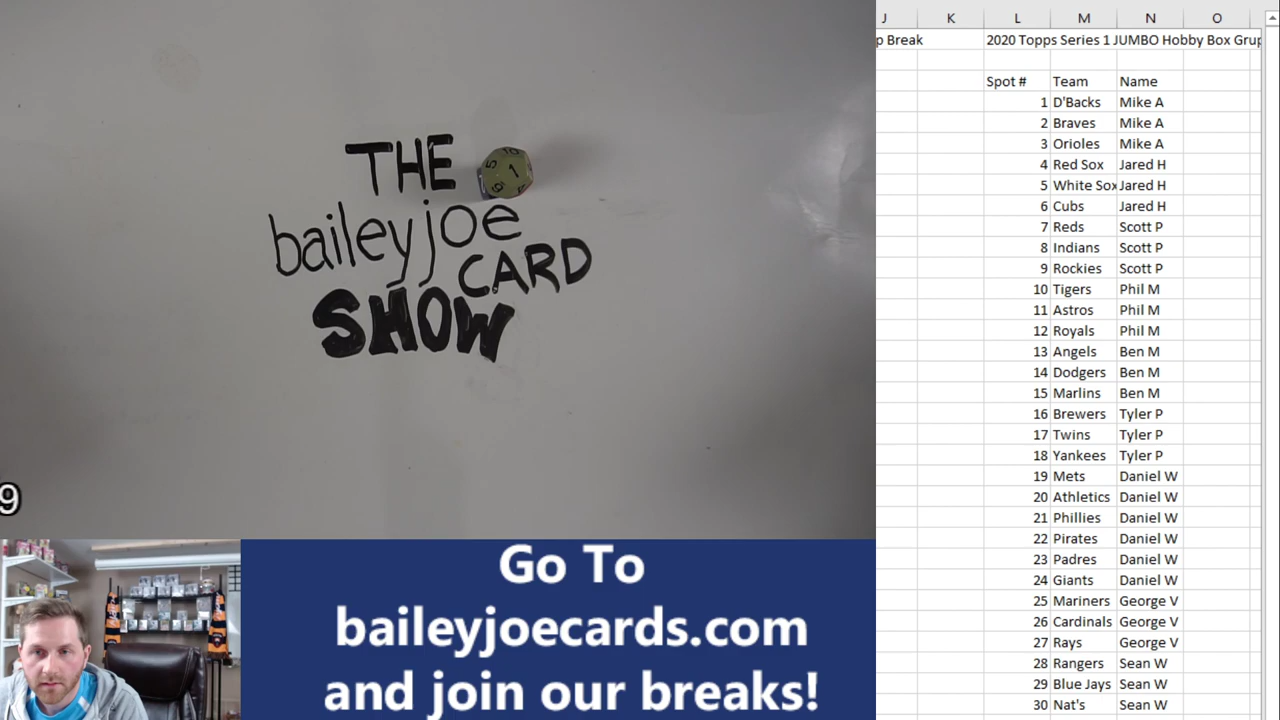 J K L M N O
p Break 2020 Topps Series 1 JUMBO Hobby Box Grup
Spot # Team Name
1 D'Backs Mike A
2 Braves Mike A
3 Orioles Mike A
4 Red Sox Jared H
5 White Sox Jared H
6 Cubs Jared H
7 Reds Scott P
8 Indians Scott P
9 Rockies Scott P
10 Tigers Phil M
11 Astros Phil M
12 Royals Phil M
13 Angels Ben M
14 Dodgers Ben M
15 Marlins Ben M
16 Brewers Tyler P
17 Twins Tyler P
18 Yankees Tyler P
19 Mets Daniel W
20 Athletics Daniel W
21 Phillies Daniel W
22 Pirates Daniel W
23 Padres Daniel W
24 Giants Daniel W
25 Mariners George V
26 Cardinals George V
27 Rays George V
28 Rangers Sean W
29 Blue Jays Sean W
30 Nat's Sean W
THE
baileyjoe
CARD
SHOW
10
5 1
9
Go To
baileyjoecards.com
and join our breaks!